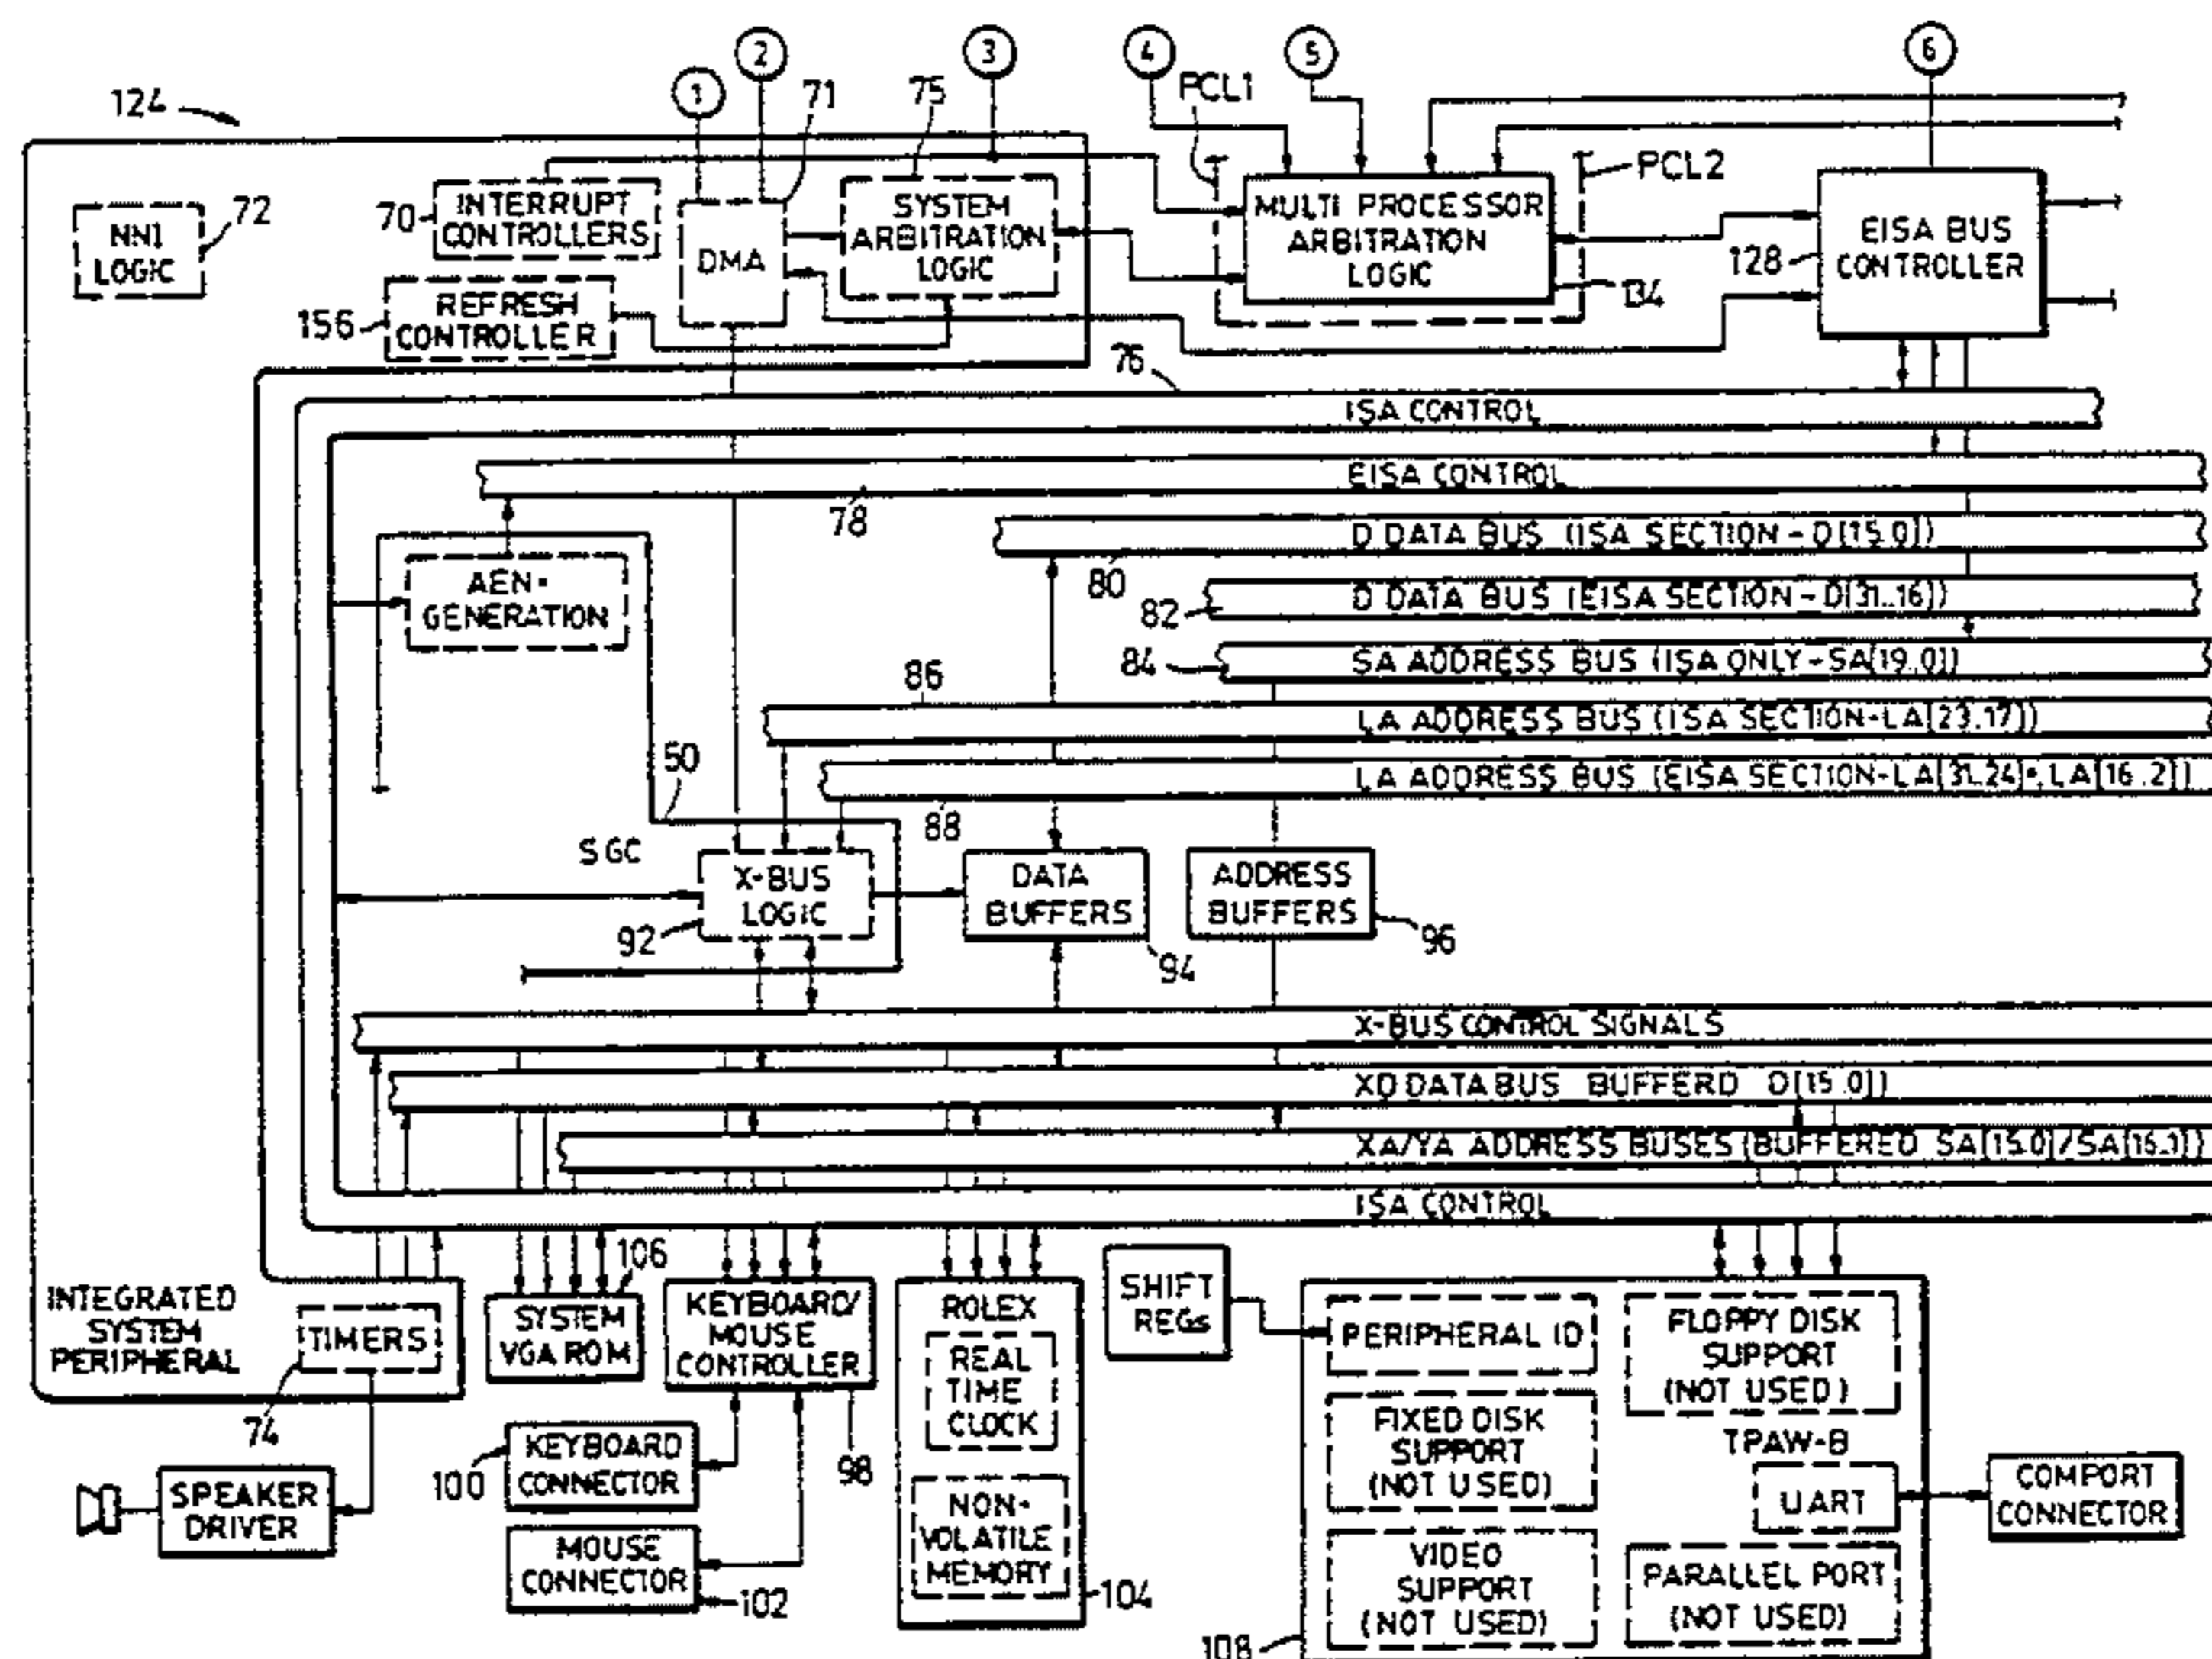 1
2
3
4
5
6
124
71
75
PCL1
PCL2
NNI
LOGIC
72
70
INTERRUPT
CONTROLLERS
DMA
SYSTEM
ARBITRATION
LOGIC
MULTI PROCESSOR
ARBITRATION
LOGIC
134
128
EISA BUS
CONTROLLER
156
REFRESH
CONTROLLER
76
ISA CONTROL
EISA CONTROL
78
D DATA BUS (ISA SECTION - D[15..0])
80
D DATA BUS (EISA SECTION - D[31..16])
82
AEN-
GENERATION
SA ADDRESS BUS (ISA ONLY - SA[19..0])
84
86
LA ADDRESS BUS (ISA SECTION-LA[23..17])
50
LA ADDRESS BUS (EISA SECTION-LA[31..24]•,LA[16..2])
88
SGC
X-BUS
LOGIC
92
DATA
BUFFERS
94
ADDRESS
BUFFERS
96
X-BUS CONTROL SIGNALS
XD DATA BUS BUFFERD D[15..0])
XA/YA ADDRESS BUSES (BUFFERED SA[15..0]/SA[16..1])
ISA CONTROL
INTEGRATED
SYSTEM
PERIPHERAL
TIMERS
74
106
SYSTEM
VGA ROM
KEYBOARD/
MOUSE
CONTROLLER
98
ROLEX
REAL
TIME
CLOCK
NON-
VOLATILE
MEMORY
104
SHIFT
REGs
PERIPHERAL ID
FLOPPY DISK
SUPPORT
(NOT USED)
FIXED DISK
SUPPORT
(NOT USED)
TPAW-B
UART
COMPORT
CONNECTOR
VIDEO
SUPPORT
(NOT USED)
PARALLEL PORT
(NOT USED)
108
SPEAKER
DRIVER
100
KEYBOARD
CONNECTOR
MOUSE
CONNECTOR
102